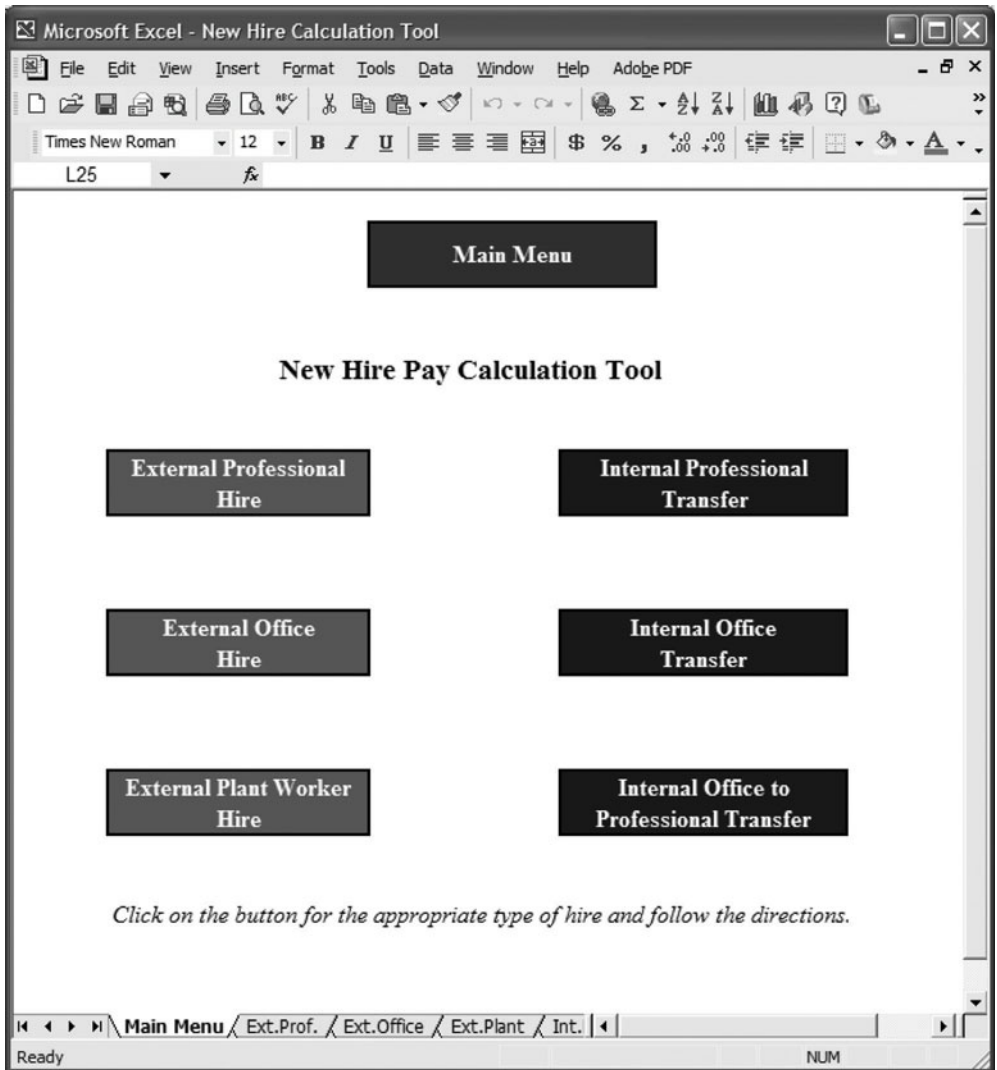 Microsoft Excel - New Hire Calculation Tool
File Edit View Insert Format Tools Data Window Help Adobe PDF
Times New Roman 12 B I U $ % ,
L25 fx
Main Menu
New Hire Pay Calculation Tool
External Professional
Hire
Internal Professional
Transfer
External Office
Hire
Internal Office
Transfer
External Plant Worker
Hire
Internal Office to
Professional Transfer
Click on the button for the appropriate type of hire and follow the directions.
Main Menu Ext.Prof. Ext.Office Ext.Plant Int.
Ready NUM